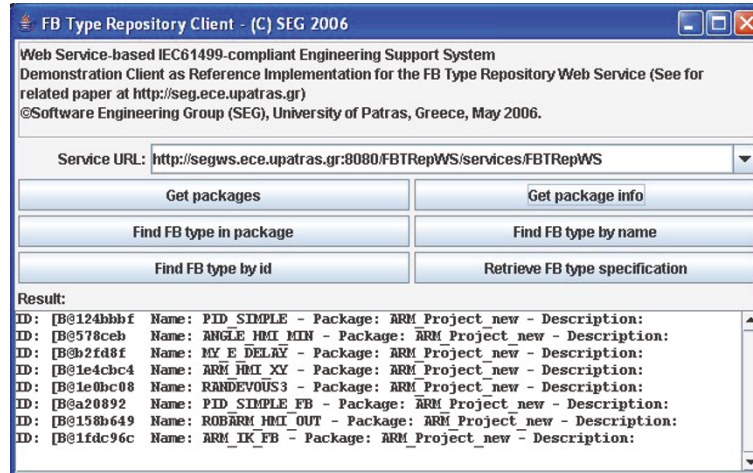 FB Type Repository Client - (C) SEG 2006
Web Service-based IEC61499-compliant Engineering Support System
Demonstration Client as Reference Implementation for the FB Type Repository Web Service (See for
related paper at http://seg.ece.upatras.gr)
©Software Engineering Group (SEG), University of Patras, Greece, May 2006.
Service URL: http://segws.ece.upatras.gr:8080/FBTRepWS/services/FBTRepWS
Get packages Get package info
Find FB type in package Find FB type by name
Find FB type by id Retrieve FB type specification
Result:
ID: [B@124bbbf Name: PID_SIMPLE - Package: ARM_Project_new - Description:
ID: [B@578ceb Name: ANGLE_HMI_MIN - Package: ARM_Project_new - Description:
ID: [B@b2fd8f Name: MY_E_DELAY - Package: ARM_Project_new - Description:
ID: [B@1e4cbc4 Name: ARM_HMI_XY - Package: ARM_Project_new - Description:
ID: [B@1e0bc08 Name: RANDEVOUS3 - Package: ARM_Project_new - Description:
ID: [B@a20892 Name: PID_SIMPLE_FB - Package: ARM_Project_new - Description:
ID: [B@158b649 Name: ROBARM_HMI_OUT - Package: ARM_Project_new - Description:
ID: [B@1fdc96c Name: ARM_IK_FB - Package: ARM_Project_new - Description: